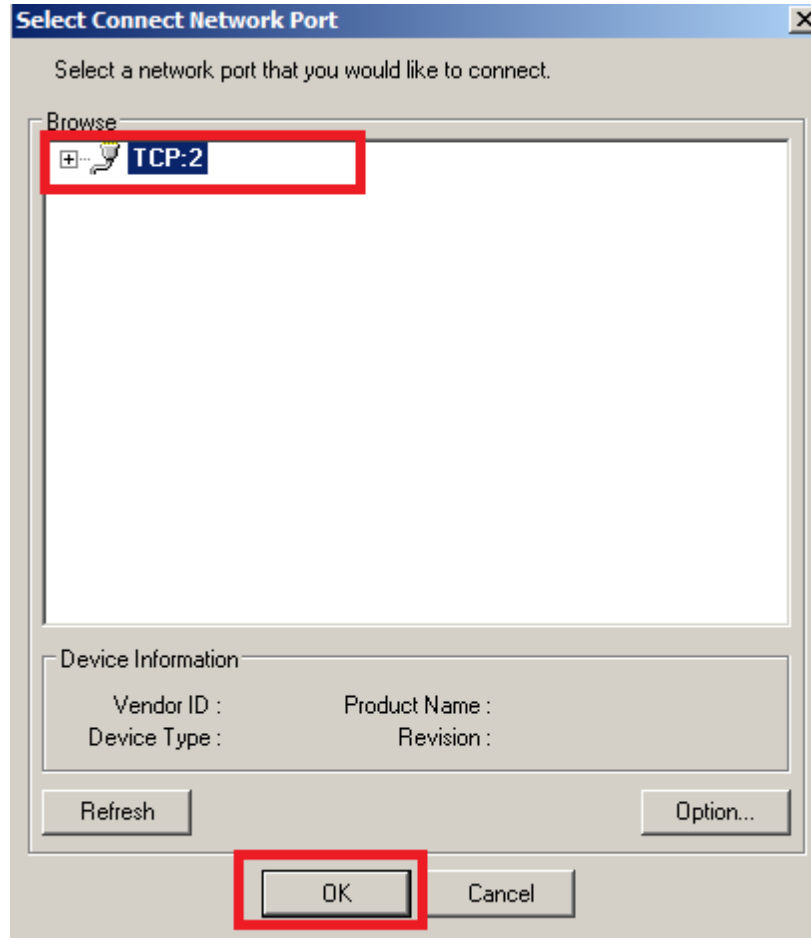 Select Connect Network Port
Select a network port that you would like to connect.
Browse
TCP:2
Device Information
Vendor ID : Product Name :
Device Type : Revision :
Refresh Option...
OK Cancel